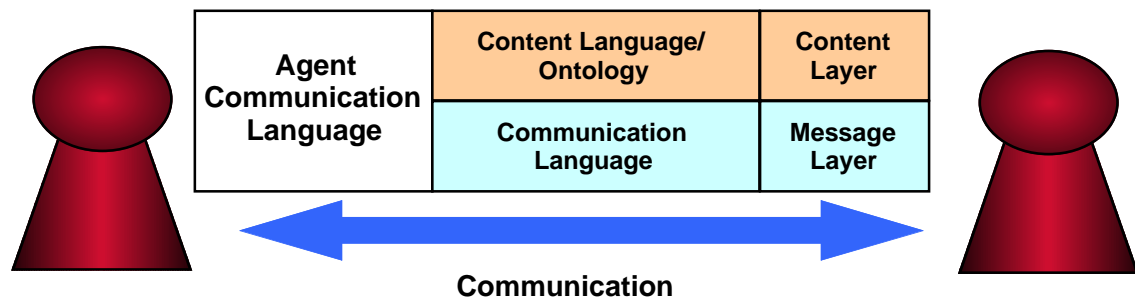 Agent
Communication
Language
Content Language/
Ontology
Content
Layer
Communication
Language
Message
Layer
Communication